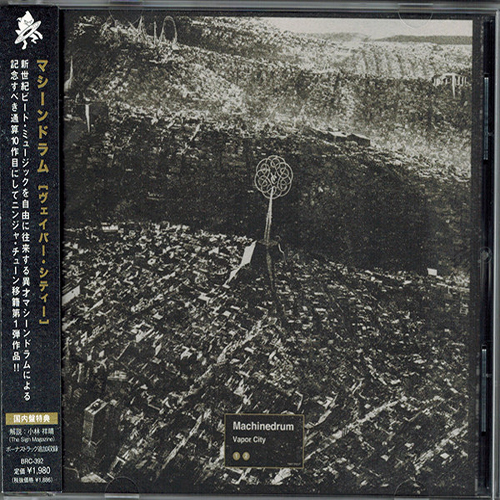 マシーンドラム [ヴェイパー・シティー]
新世紀ビート・ミュージックを自由に往来する異才マシーンドラムによる
記念すべき通算10作目にしてニンジャ・チューン移籍第1弾作品!!
国内盤特典
解説：小林祥晴
(The Sign Magazine)
ボーナストラック追加収録
BRC-392
定価 ¥1,980
(税抜価格 ¥1,886)
Machinedrum
Vapor City